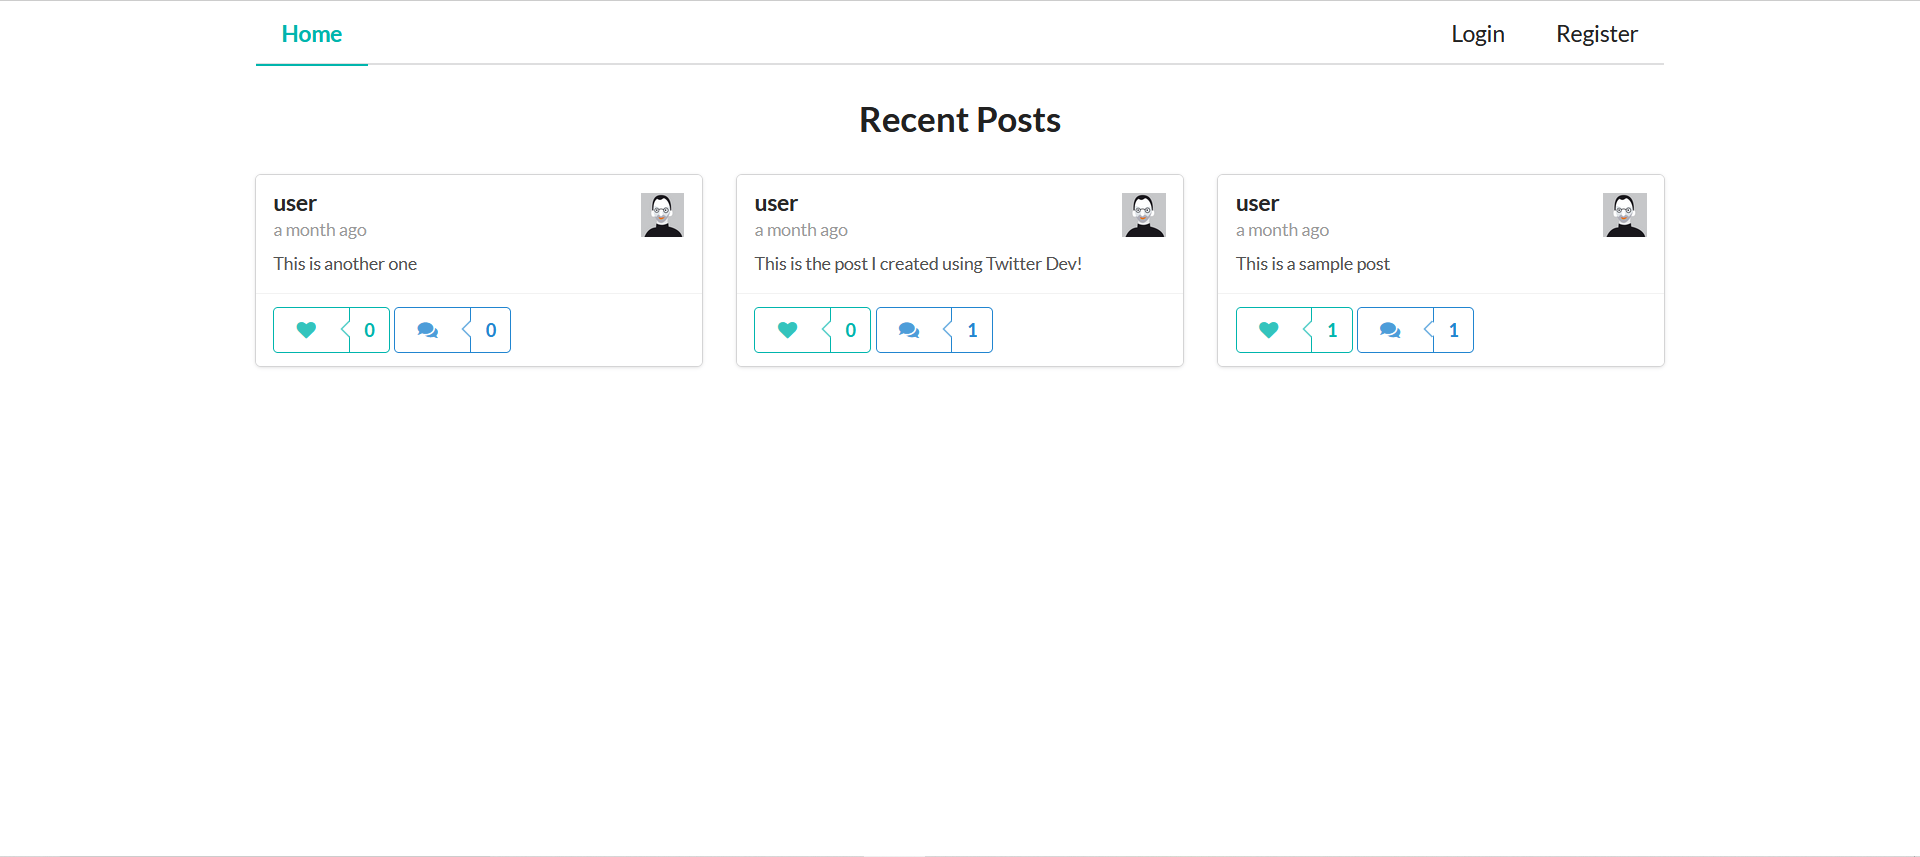 Home
Login
Register
Recent Posts
user
a month ago
This is another one
0
0
user
a month ago
This is the post I created using Twitter Dev!
0
1
user
a month ago
This is a sample post
1
1